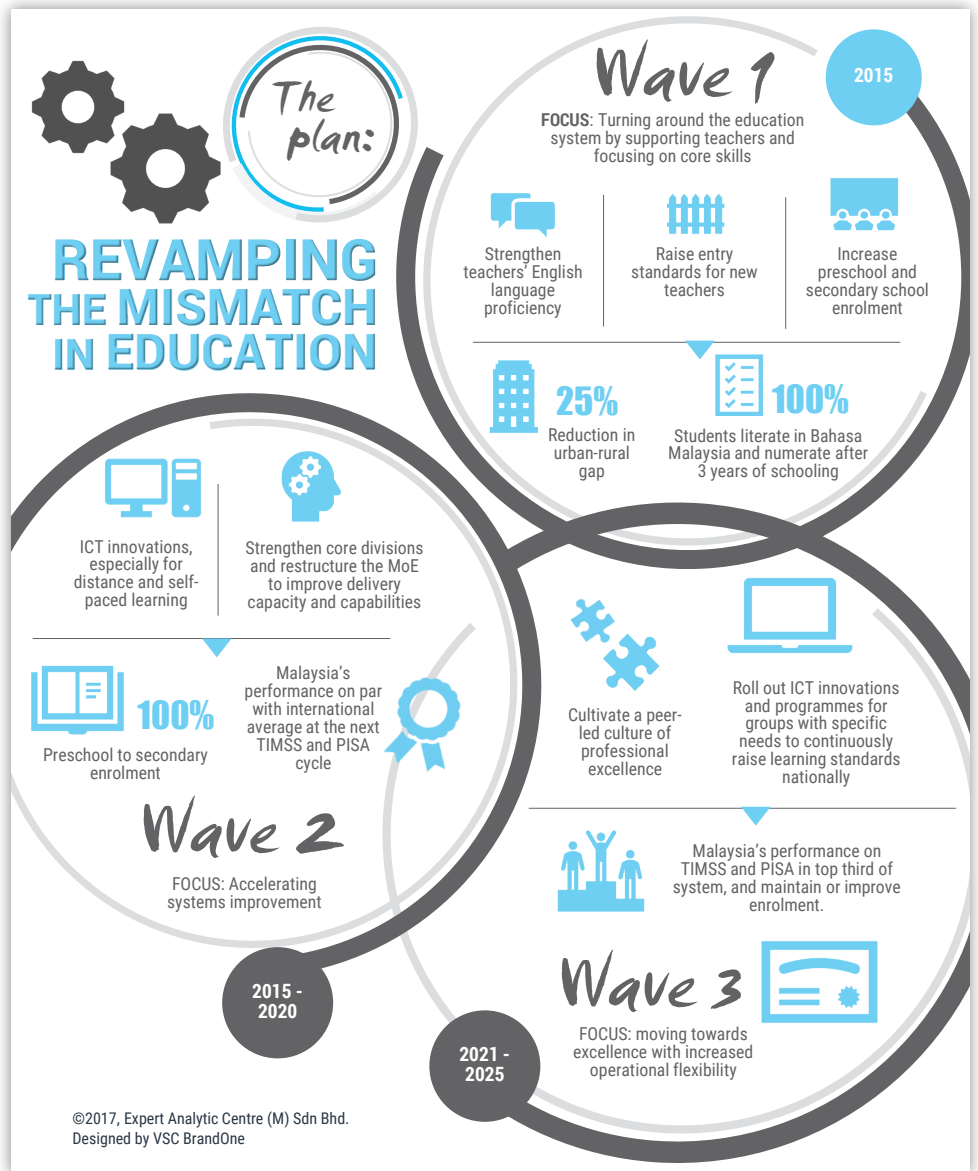 The
plan:
REVAMPING
THE MISMATCH
IN EDUCATION
Wave 1
2015
FOCUS: Turning around the education
system by supporting teachers and
focusing on core skills
Strengthen
teachers' English
language
proficiency
Raise entry
standards for new
teachers
Increase
preschool and
secondary school
enrolment
25%
Reduction in
urban-rural
gap
100%
Students literate in Bahasa
Malaysia and numerate after
3 years of schooling
ICT innovations,
especially for
distance and self-
paced learning
Strengthen core divisions
and restructure the MoE
to improve delivery
capacity and capabilities
100%
Preschool to secondary
enrolment
Malaysia's
performance on par
with international
average at the next
TIMSS and PISA
cycle
Wave 2
FOCUS: Accelerating
systems improvement
2015 -
2020
Cultivate a peer-
led culture of
professional
excellence
Roll out ICT innovations
and programmes for
groups with specific
needs to continuously
raise learning standards
nationally
Malaysia's performance on
TIMSS and PISA in top third of
system, and maintain or improve
enrolment.
Wave 3
FOCUS: moving towards
excellence with increased
operational flexibility
2021 -
2025
©2017, Expert Analytic Centre (M) Sdn Bhd.
Designed by VSC BrandOne